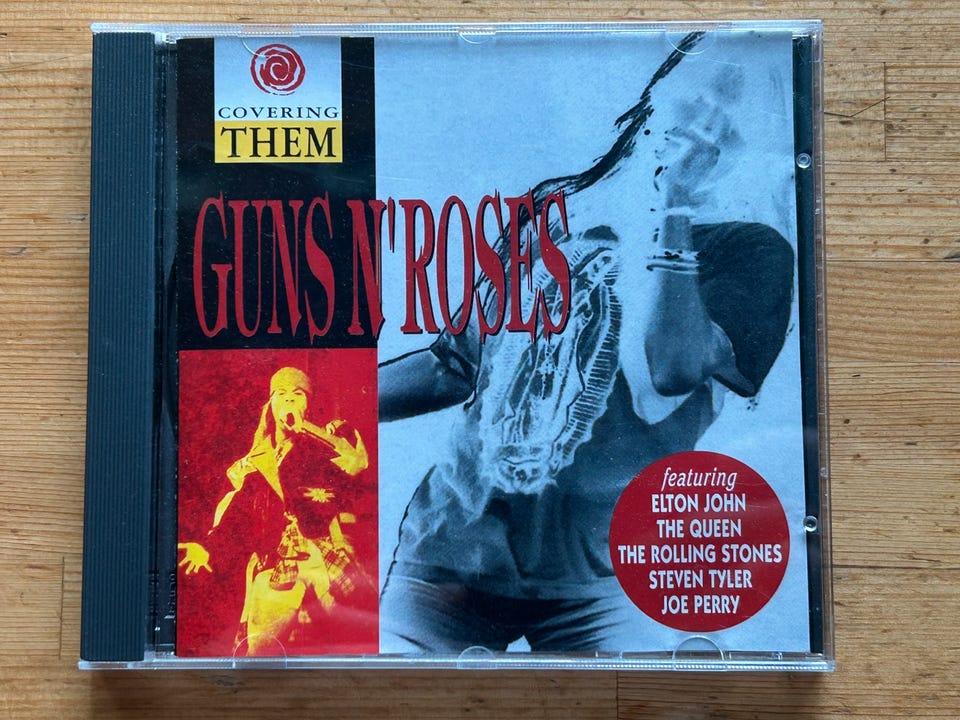 COVERING
THEM
GUNS N' ROSES
featuring
ELTON JOHN
THE QUEEN
THE ROLLING STONES
STEVEN TYLER
JOE PERRY